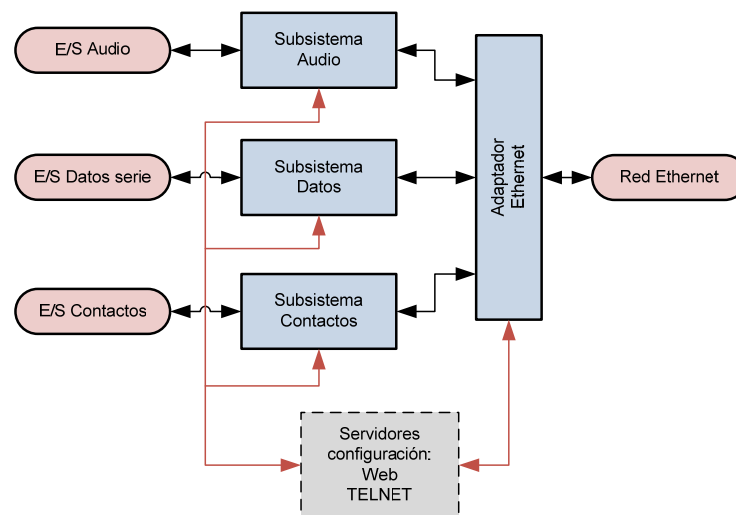 E/S Audio
Subsistema
Audio
E/S Datos serie
Subsistema
Datos
E/S Contactos
Subsistema
Contactos
Adaptador
Ethernet
Red Ethernet
Servidores
configuración:
Web
TELNET